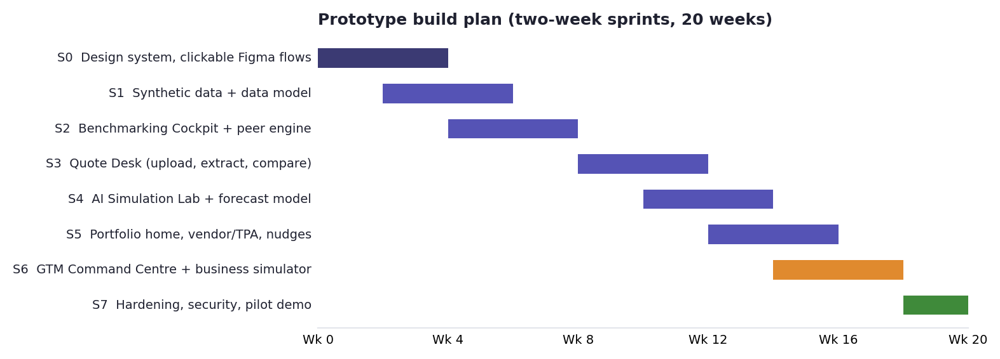 Prototype build plan (two-week sprints, 20 weeks)
S0  Design system, clickable Figma flows
S1  Synthetic data + data model
S2  Benchmarking Cockpit + peer engine
S3  Quote Desk (upload, extract, compare)
S4  AI Simulation Lab + forecast model
S5  Portfolio home, vendor/TPA, nudges
S6  GTM Command Centre + business simulator
S7  Hardening, security, pilot demo
Wk 0 Wk 4 Wk 8 Wk 12 Wk 16 Wk 20